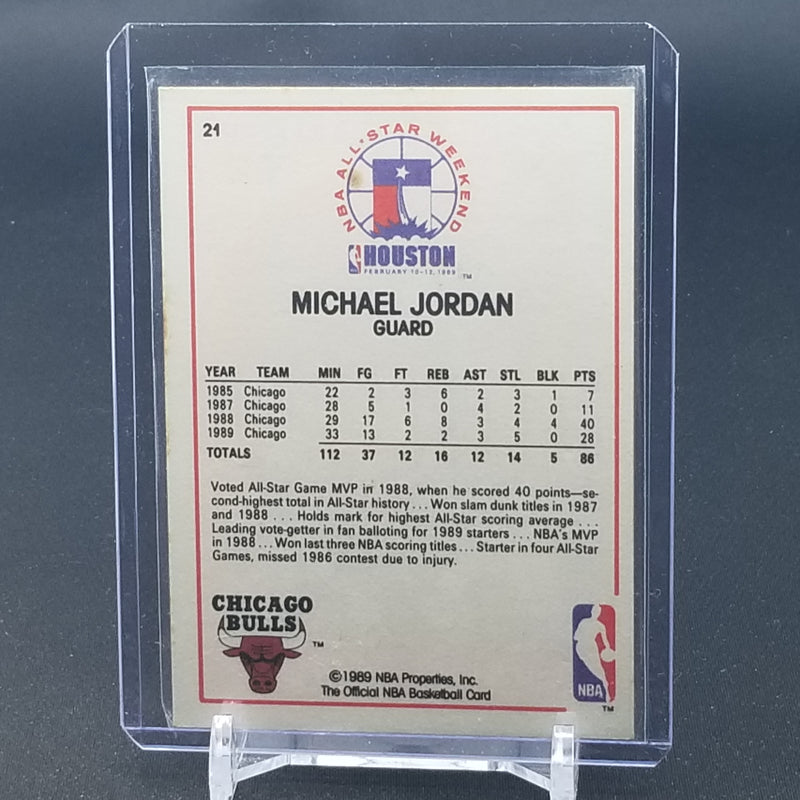 21
NBA ALL★STAR WEEKEND
HOUSTON
FEBRUARY 10-12, 1989
TM
MICHAEL JORDAN
GUARD
YEAR TEAM MIN FG FT REB AST STL BLK PTS
1985 Chicago 22 2 3 6 2 3 1 7
1987 Chicago 28 5 1 0 4 2 0 11
1988 Chicago 29 17 6 8 3 4 4 40
1989 Chicago 33 13 2 2 3 5 0 28
TOTALS 112 37 12 16 12 14 5 86
Voted All-Star Game MVP in 1988, when he scored 40 points—se-
cond-highest total in All-Star history . . . Won slam dunk titles in 1987
and 1988 . . . Holds mark for highest All-Star scoring average . . .
Leading vote-getter in fan balloting for 1989 starters . . . NBA's MVP
in 1988 . . . Won last three NBA scoring titles . . . Starter in four All-Star
Games, missed 1986 contest due to injury.
CHICAGO
BULLS
TM
©1989 NBA Properties, Inc.
The Official NBA Basketball Card
NBA
TM